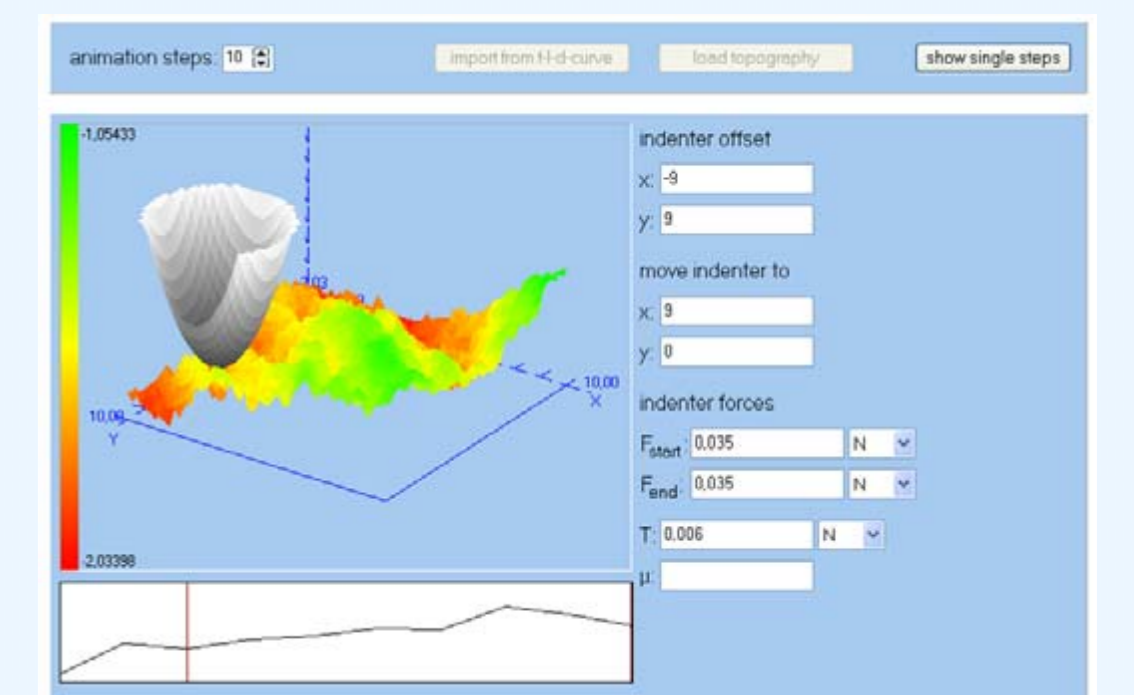 animation steps: 10
import from f-l-d-curve
load topography
show single steps
-1,05433
2,03
10,00
X
10,00
Y
-2,03398
indenter offset
x: -9
y: 9
move indenter to
x: 9
y: 0
indenter forces
Fstart: 0,035 N
Fend: 0,035 N
T: 0.006 N
μ: